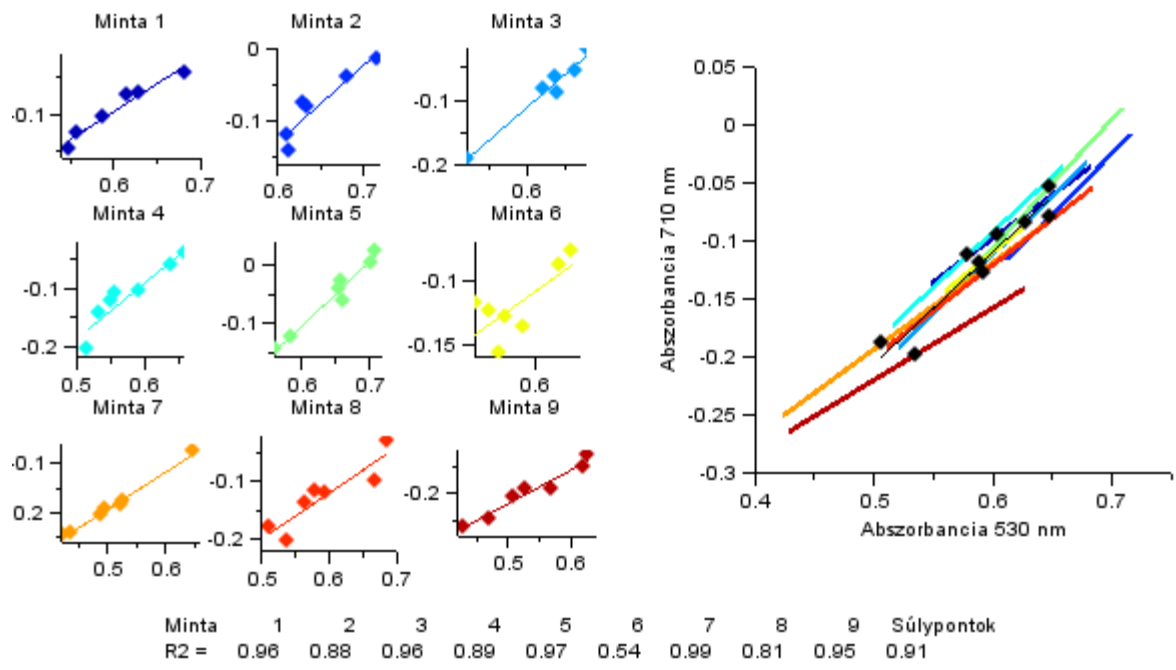 Minta 1
-0.1
0.6 0.7
Minta 2
0
-0.1
0.6 0.7
Minta 3
-0.1
-0.2
0.6
Minta 4
-0.1
-0.2
0.5 0.6
Minta 5
0
-0.1
0.6 0.7
Minta 6
-0.1
-0.15
0.6
Minta 7
-0.1
0.2
0.5 0.6
Minta 8
-0.1
-0.2
0.5 0.6 0.7
Minta 9
-0.2
0.5 0.6
Abszorbancia 710 nm
0.05
0
-0.05
-0.1
-0.15
-0.2
-0.25
-0.3
0.4 0.5 0.6 0.7
Abszorbancia 530 nm
Minta 1 2 3 4 5 6 7 8 9 Súlypontok
R2 = 0.96 0.88 0.96 0.89 0.97 0.54 0.99 0.81 0.95 0.91